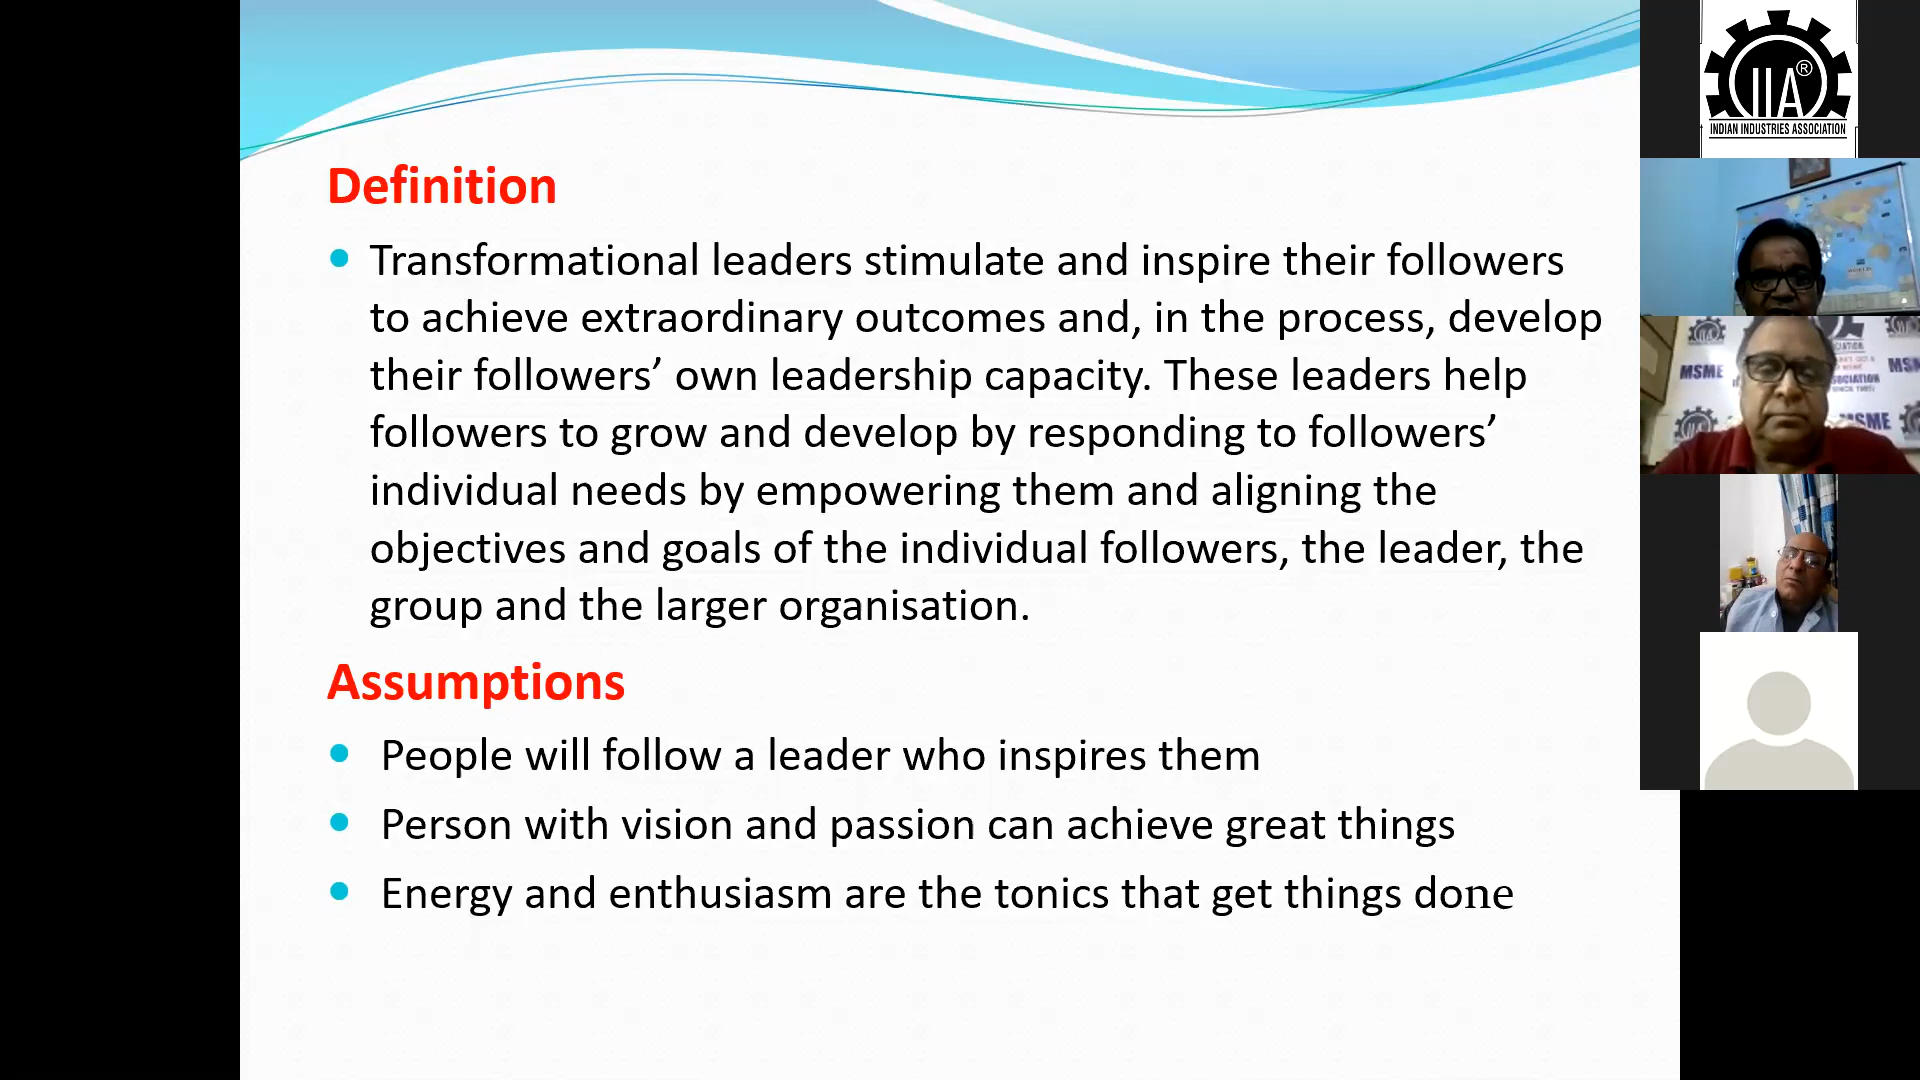 Definition
• Transformational leaders stimulate and inspire their followers
to achieve extraordinary outcomes and, in the process, develop
their followers’ own leadership capacity. These leaders help
followers to grow and develop by responding to followers’
individual needs by empowering them and aligning the
objectives and goals of the individual followers, the leader, the
group and the larger organisation.
Assumptions
• People will follow a leader who inspires them
• Person with vision and passion can achieve great things
• Energy and enthusiasm are the tonics that get things done
IIA®
INDIAN INDUSTRIES ASSOCIATION
MSME
MSME